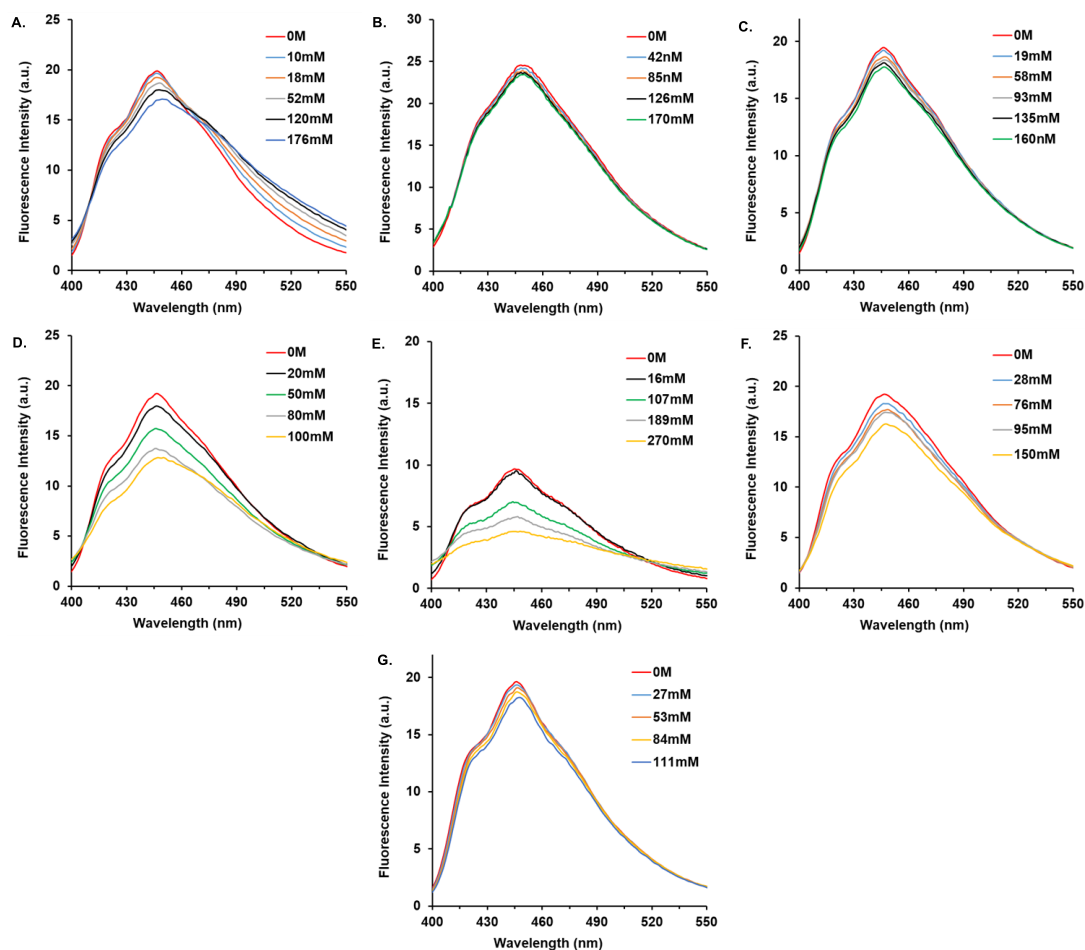 A.
Fluorescence Intensity (a.u.)
25
20
15
10
5
0
400 430 460 490 520 550
Wavelength (nm)
0M
10mM
18mM
52mM
120mM
176mM
B.
Fluorescence Intensity (a.u.)
30
25
20
15
10
5
0
400 430 460 490 520 550
Wavelength (nm)
0M
42nM
85nM
126mM
170mM
C.
Fluorescence Intensity (a.u.)
20
15
10
5
0
400 430 460 490 520 550
Wavelength (nm)
0M
19mM
58mM
93mM
135mM
160nM
D.
Fluorescence Intensity (a.u.)
25
20
15
10
5
0
400 430 460 490 520 550
Wavelength (nm)
0M
20mM
50mM
80mM
100mM
E.
Fluorescence Intensity (a.u.)
20
15
10
5
0
400 430 460 490 520 550
Wavelength (nm)
0M
16mM
107mM
189mM
270mM
F.
Fluorescence Intensity (a.u.)
25
20
15
10
5
0
400 430 460 490 520 550
Wavelength (nm)
0M
28mM
76mM
95mM
150mM
G.
Fluorescence Intensity (a.u.)
20
15
10
5
0
400 430 460 490 520 550
Wavelength (nm)
0M
27mM
53mM
84mM
111mM